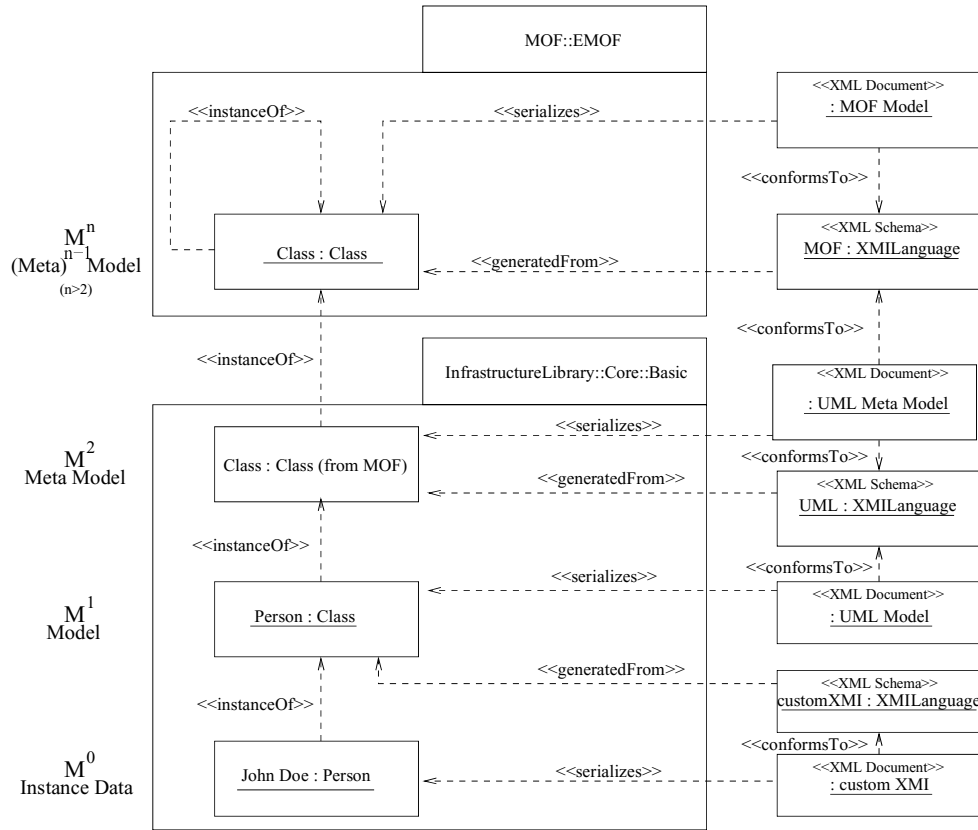 MOF::EMOF
<<XML Document>>
: MOF Model
<<instanceOf>>
<<serializes>>
<<conformsTo>>
M^n
(Meta)^n−1 Model
(n>2)
Class : Class
<<generatedFrom>>
<<XML Schema>>
MOF : XMILanguage
<<conformsTo>>
<<instanceOf>>
InfrastructureLibrary::Core::Basic
<<XML Document>>
: UML Meta Model
<<serializes>>
M^2
Meta Model
Class : Class (from MOF)
<<conformsTo>>
<<generatedFrom>>
<<XML Schema>>
UML : XMILanguage
<<instanceOf>>
<<serializes>>
<<conformsTo>>
M^1
Model
Person : Class
<<XML Document>>
: UML Model
<<generatedFrom>>
<<XML Schema>>
customXMI : XMILanguage
<<instanceOf>>
<<conformsTo>>
M^0
Instance Data
John Doe : Person
<<serializes>>
<<XML Document>>
: custom XMI